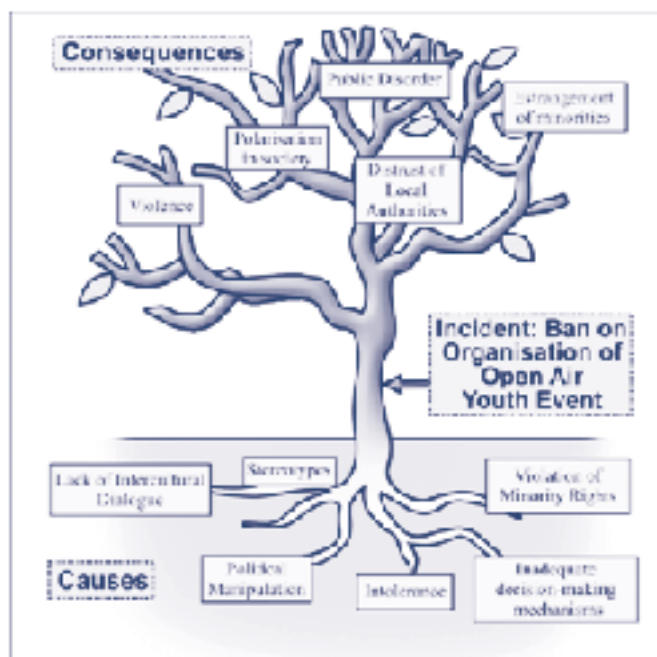 Consequences
Public Disorder
Estrangement
of minorities
Polarisation
in society
Distrust of
Local
Authorities
Violence
Incident: Ban on
Organisation of
Open Air
Youth Event
Stereotypes
Lack of Intercultural
Dialogue
Violation of
Minority Rights
Causes
Political
Manipulation
Intolerance
Inadequate
decision-making
mechanisms